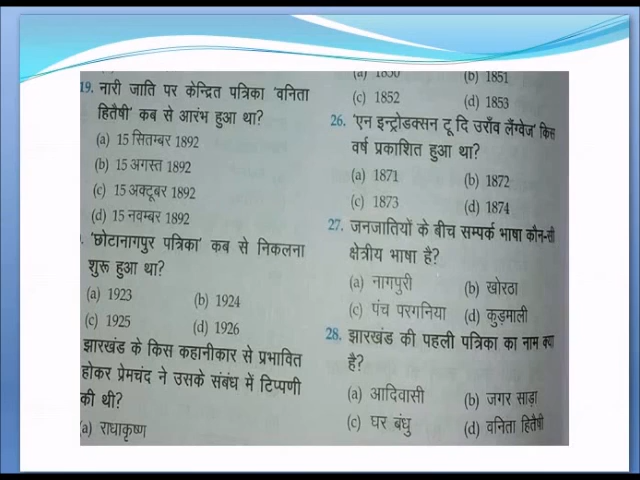 19. नारी जाति पर केन्द्रित पत्रिका 'वनिता
हितैषी' कब से आरंभ हुआ था?
(a) 15 सितम्बर 1892
(b) 15 अगस्त 1892
(c) 15 अक्टूबर 1892
(d) 15 नवम्बर 1892
'छोटानागपुर पत्रिका' कब से निकलना
शुरू हुआ था?
(a) 1923 (b) 1924
(c) 1925 (d) 1926
झारखंड के किस कहानीकार से प्रभावित
होकर प्रेमचंद ने उसके संबंध में टिप्पणी
की थी?
(a) राधाकृष्ण
(a) 1850 (b) 1851
(c) 1852 (d) 1853
26. 'एन इन्ट्रोडक्सन टू दि उराँव लैंग्वेज' किस
वर्ष प्रकाशित हुआ था?
(a) 1871 (b) 1872
(c) 1873 (d) 1874
27. जनजातियों के बीच सम्पर्क भाषा कौन-सी
क्षेत्रीय भाषा है?
(a) नागपुरी (b) खोरठा
(c) पंच परगनिया (d) कुड़माली
28. झारखंड की पहली पत्रिका का नाम क्या
है?
(a) आदिवासी (b) जगर साड़ा
(c) घर बंधु (d) वनिता हितैषी